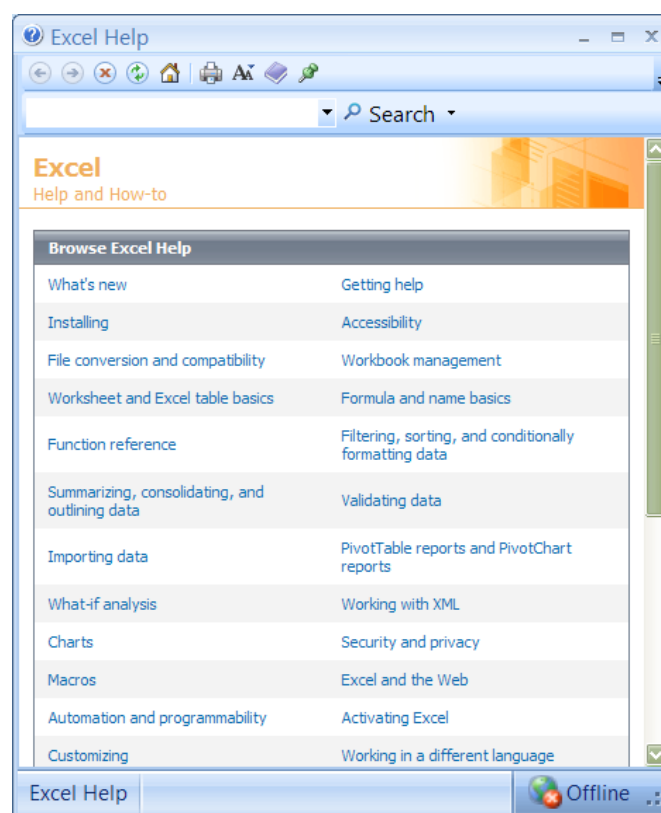 Excel Help
Search
Excel
Help and How-to
Browse Excel Help
What's new
Getting help
Installing
Accessibility
File conversion and compatibility
Workbook management
Worksheet and Excel table basics
Formula and name basics
Function reference
Filtering, sorting, and conditionally
formatting data
Summarizing, consolidating, and
outlining data
Validating data
Importing data
PivotTable reports and PivotChart
reports
What-if analysis
Working with XML
Charts
Security and privacy
Macros
Excel and the Web
Automation and programmability
Activating Excel
Customizing
Working in a different language
Excel Help
Offline